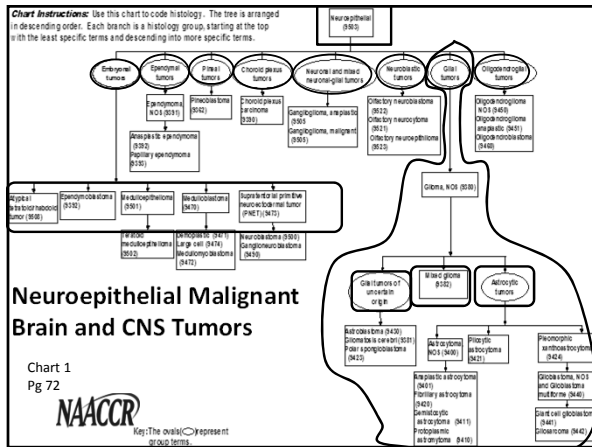 Chart Instructions: Use this chart to code histology. The tree is arranged
in descending order. Each branch is a histology group, starting at the top
with the least specific terms and descending into more specific terms.
Neuroepithelial
(9503)
Embryonal
tumors
Ependymal
tumors
Pineal
tumors
Choroid plexus
tumors
Neuronal and mixed
neuronal-glial tumors
Neuroblastic
tumors
Glial
tumors
Oligodendroglial
tumors
Ependymoma,
NOS (9391)
Anaplastic ependymoma
(9392)
Papillary ependymoma
(9393)
Pineoblastoma
(9362)
Choroid plexus
carcinoma
(9390)
Ganglioglioma, anaplastic
(9505)
Ganglioglioma, malignant
(9505)
Olfactory neuroblastoma
(9522)
Olfactory neurocytoma
(9521)
Olfactory neuroepithlioma
(9523)
Oligodendroglioma
NOS (9450)
Oligodendroglioma
anaplastic (9451)
Oligodendroblastoma
(9460)
Atypical
tumor (9508)
Ependymoblastoma
(9392)
Medulloepithelioma
(9501)
Medulloblastoma
(9470)
Supratentorial primitive
neuroectodermal tumor
(PNET) (9473)
Teratoid
medulloepithelioma
(9502)
Desmoplastic (9471)
Large cell (9474)
Medullomyoblastoma
(9472)
Neuroblastoma (9500)
Ganglioneuroblastoma
(9490)
Glioma, NOS (9380)
Glial tumors of
uncertain
origin
Mixed glioma
(9382)
Astrocytic
tumors
Astroblastoma (9430)
Gliomatosis cerebri (9381)
Polar spongioblastoma
(9423)
Astrocytoma,
NOS (9400)
Anaplastic astrocytoma
(9401)
Fibrillary astrocytoma
(9420)
Gemistocytic
astrocytoma (9411)
Protoplasmic
astrocytoma (9410)
Pilocytic
astrocytoma
(9421)
Pleomorphic
xanthoastrocytoma
(9424)
Glioblastoma, NOS
and Glioblastoma
multiforme (9440)
Giant cell glioblastoma
(9441)
Gliosarcoma (9442)
Neuroepithelial Malignant
Brain and CNS Tumors
Chart 1
Pg 72
NAACCR
Key: The ovals( )represent
group terms.